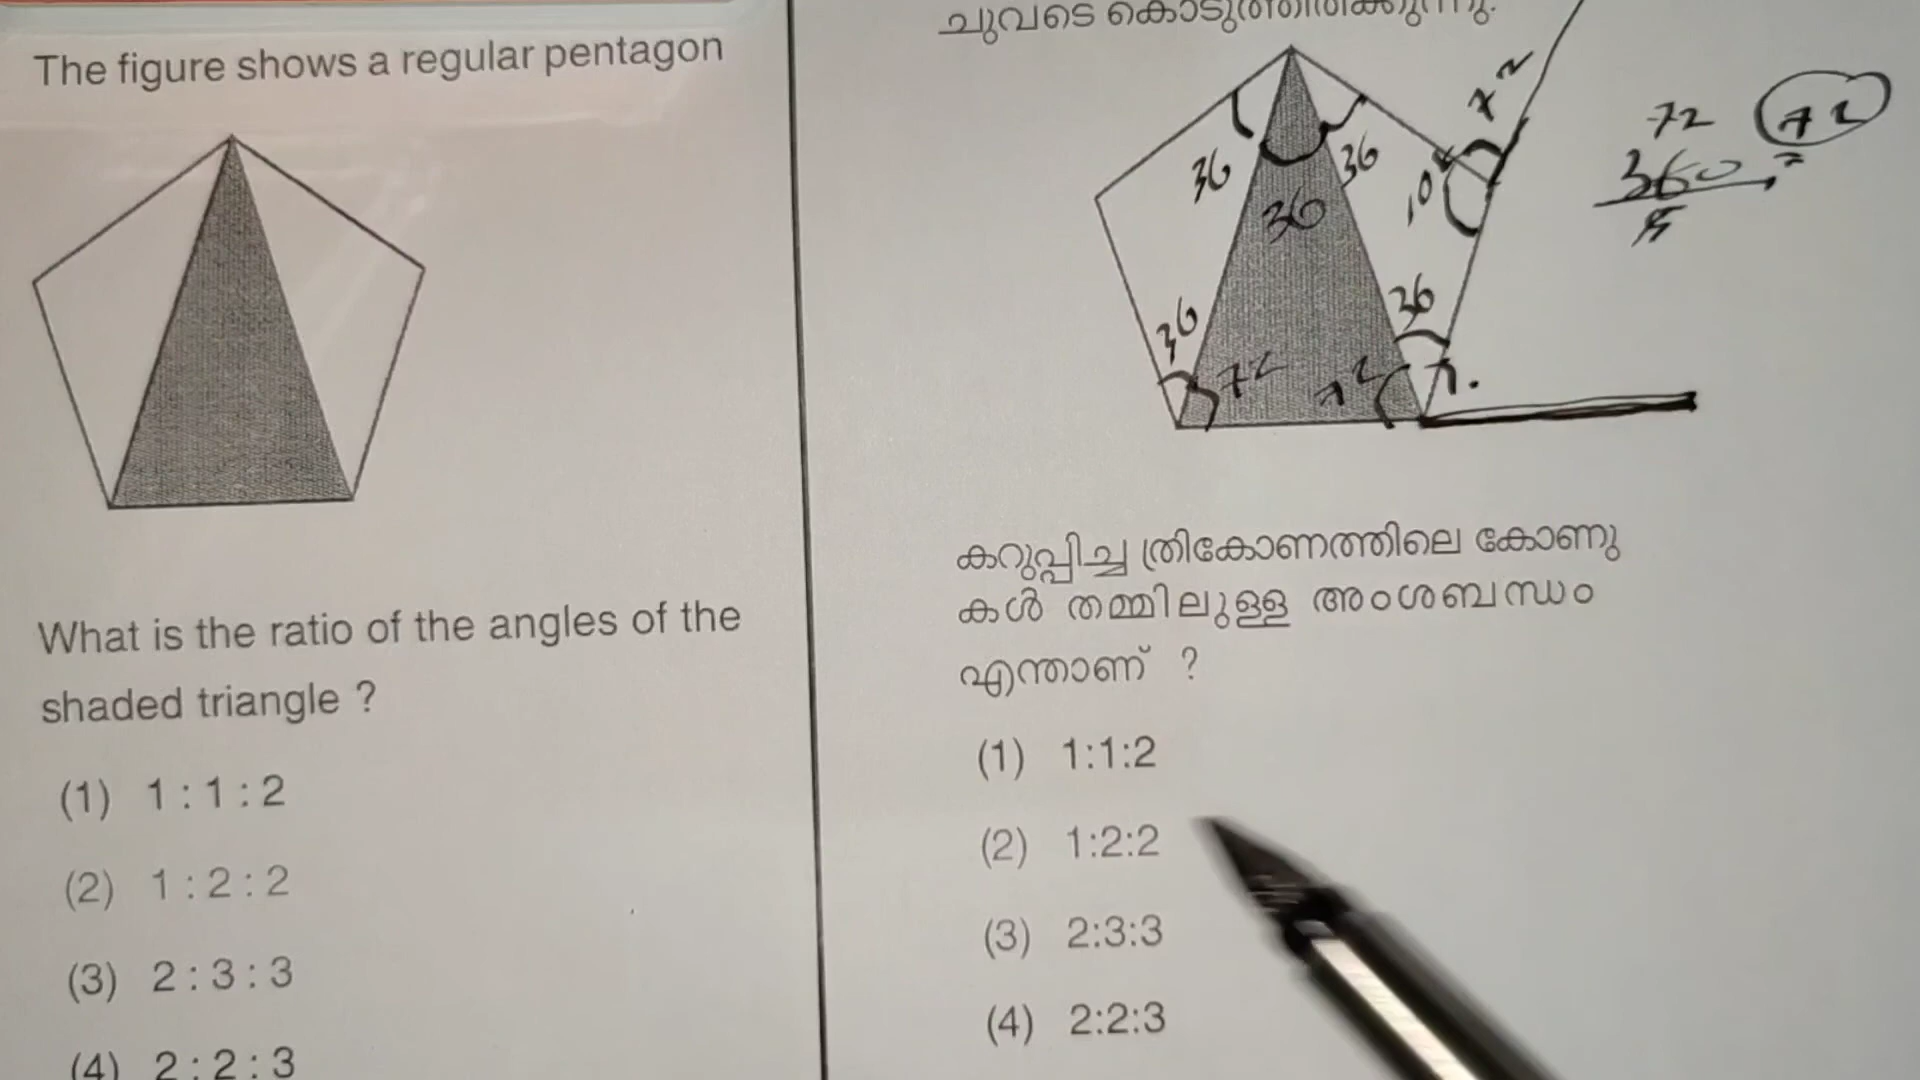 The figure shows a regular pentagon
What is the ratio of the angles of the
shaded triangle ?
(1) 1 : 1 : 2
(2) 1 : 2 : 2
(3) 2 : 3 : 3
(4) 2 : 2 : 3
ചുവടെ കൊടുത്തിരിക്കുന്നു.
72
36
36
36
72
72
360
5
72
36
36
72
72
കറുപ്പിച്ച ത്രികോണത്തിലെ കോണു
കൾ തമ്മിലുള്ള അംശബന്ധം
എന്താണ് ?
(1) 1:1:2
(2) 1:2:2
(3) 2:3:3
(4) 2:2:3